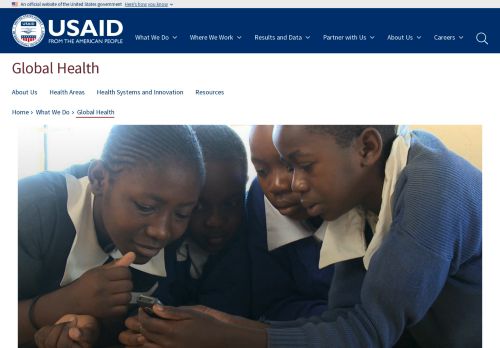 An official website of the United States government Here's how you know
USAID
FROM THE AMERICAN PEOPLE
What We Do Where We Work Results and Data Partner with Us About Us Careers
Global Health
About Us Health Areas Health Systems and Innovation Resources
Home › What We Do › Global Health